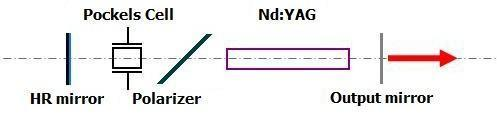 Pockels Cell
Nd:YAG
HR mirror
Polarizer
Output mirror